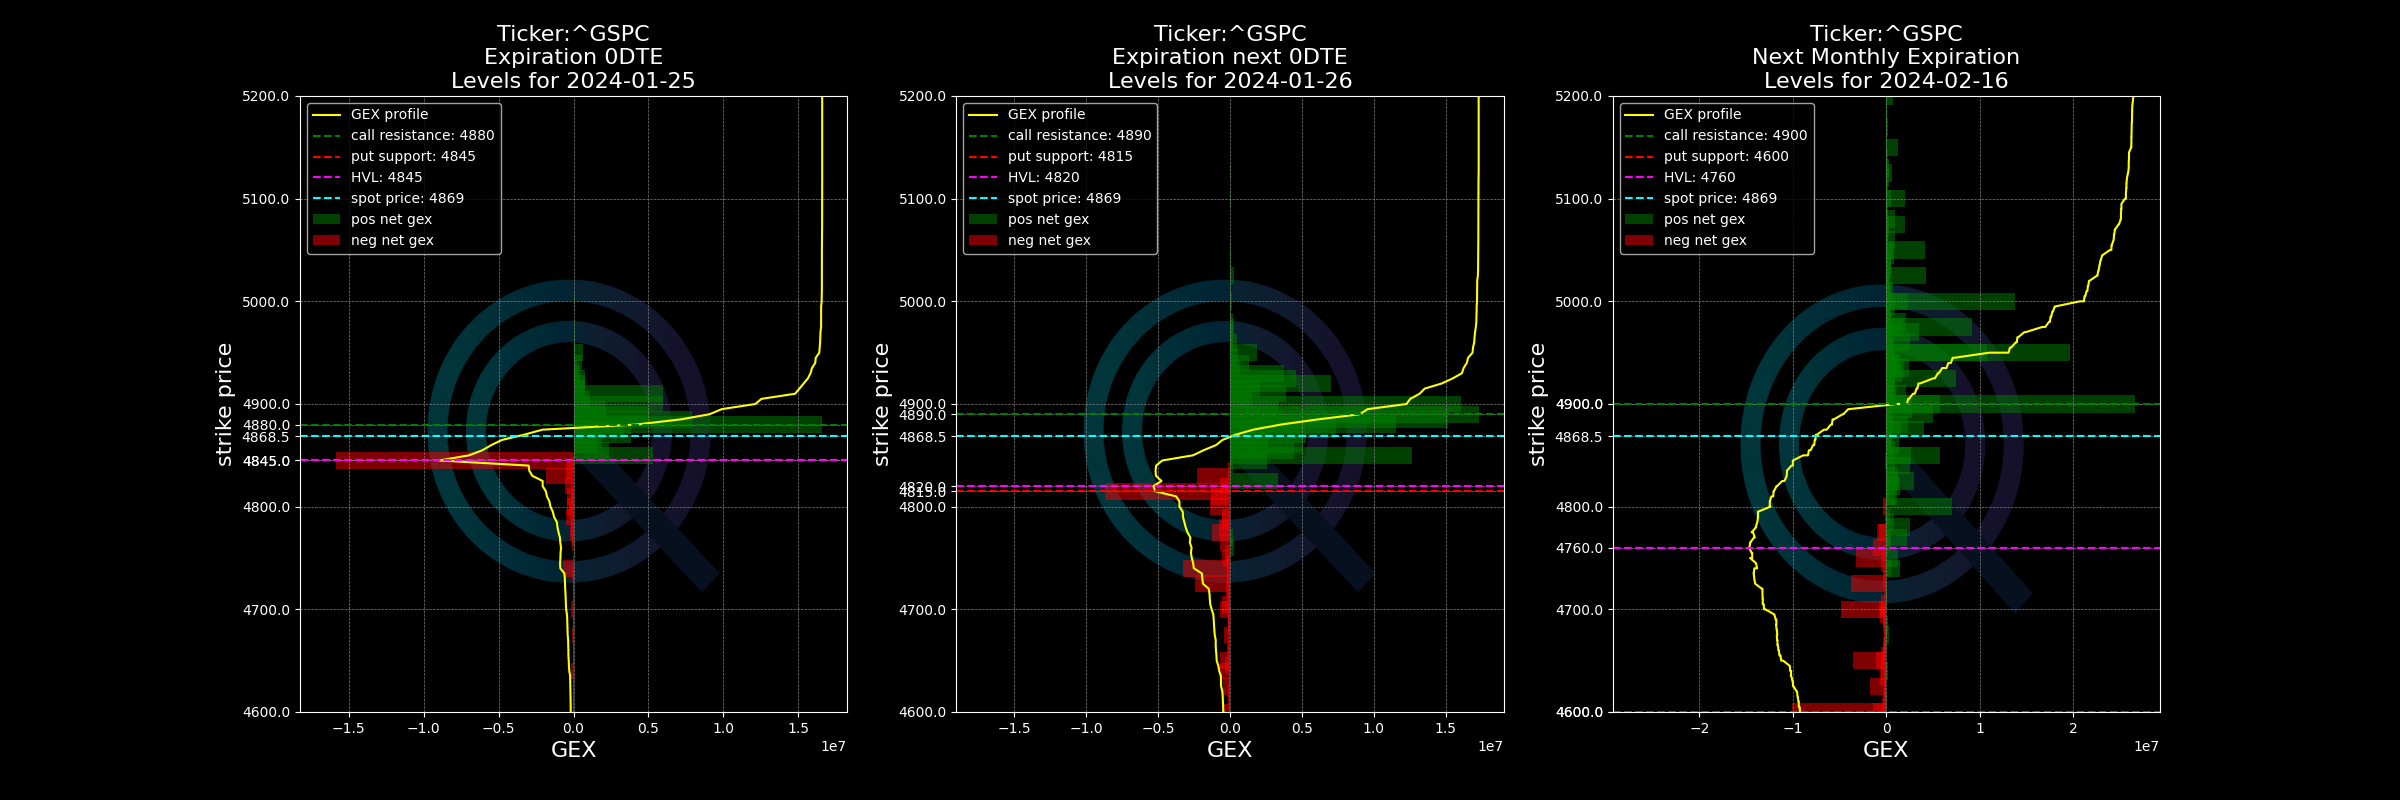 Ticker:^GSPC
Expiration 0DTE
Levels for 2024-01-25
5200.0
5100.0
5000.0
4900.0
4880.0
4868.5
4845.0
4800.0
4700.0
4600.0
strike price
GEX profile
call resistance: 4880
put support: 4845
HVL: 4845
spot price: 4869
pos net gex
neg net gex
−1.5 −1.0 −0.5 0.0 0.5 1.0 1.5
1e7
GEX
Ticker:^GSPC
Expiration next 0DTE
Levels for 2024-01-26
5200.0
5100.0
5000.0
4900.0
4890.0
4868.5
4820.0
4815.0
4800.0
4700.0
4600.0
strike price
GEX profile
call resistance: 4890
put support: 4815
HVL: 4820
spot price: 4869
pos net gex
neg net gex
−1.5 −1.0 −0.5 0.0 0.5 1.0 1.5
1e7
GEX
Ticker:^GSPC
Next Monthly Expiration
Levels for 2024-02-16
5200.0
5100.0
5000.0
4900.0
4868.5
4800.0
4760.0
4700.0
4600.0
strike price
GEX profile
call resistance: 4900
put support: 4600
HVL: 4760
spot price: 4869
pos net gex
neg net gex
−2 −1 0 1 2
1e7
GEX